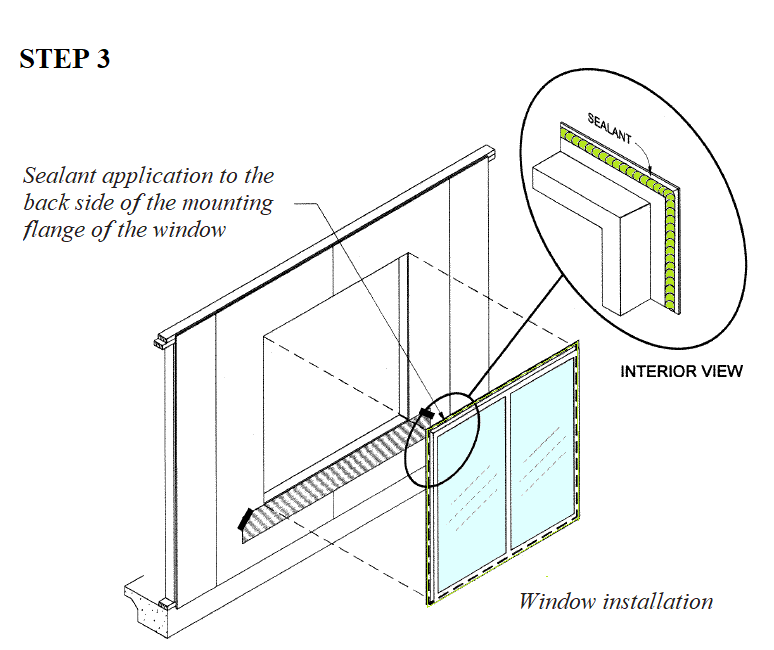 STEP 3
SEALANT
Sealant application to the
back side of the mounting
flange of the window
INTERIOR VIEW
Window installation